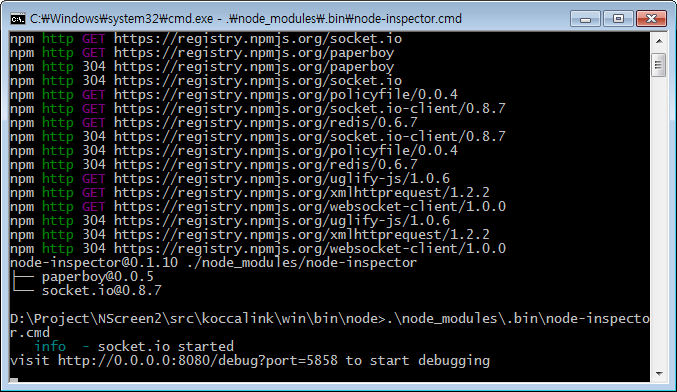 C:₩Windows₩system32₩cmd.exe - .₩node_modules₩.bin₩node-inspector.cmd
npm http GET https://registry.npmjs.org/socket.io
npm http GET https://registry.npmjs.org/paperboy
npm http 304 https://registry.npmjs.org/paperboy
npm http 304 https://registry.npmjs.org/socket.io
npm http GET https://registry.npmjs.org/policyfile/0.0.4
npm http GET https://registry.npmjs.org/socket.io-client/0.8.7
npm http GET https://registry.npmjs.org/redis/0.6.7
npm http 304 https://registry.npmjs.org/socket.io-client/0.8.7
npm http 304 https://registry.npmjs.org/policyfile/0.0.4
npm http 304 https://registry.npmjs.org/redis/0.6.7
npm http GET https://registry.npmjs.org/uglify-js/1.0.6
npm http GET https://registry.npmjs.org/xmlhttprequest/1.2.2
npm http GET https://registry.npmjs.org/websocket-client/1.0.0
npm http 304 https://registry.npmjs.org/uglify-js/1.0.6
npm http 304 https://registry.npmjs.org/xmlhttprequest/1.2.2
npm http 304 https://registry.npmjs.org/websocket-client/1.0.0
node-inspector@0.1.10 ./node_modules/node-inspector
├── paperboy@0.0.5
└── socket.io@0.8.7
D:\Project\NScreen2\src\koccalink\win\bin\node>.\node_modules\.bin\node-inspecto
r.cmd
info - socket.io started
visit http://0.0.0.0:8080/debug?port=5858 to start debugging